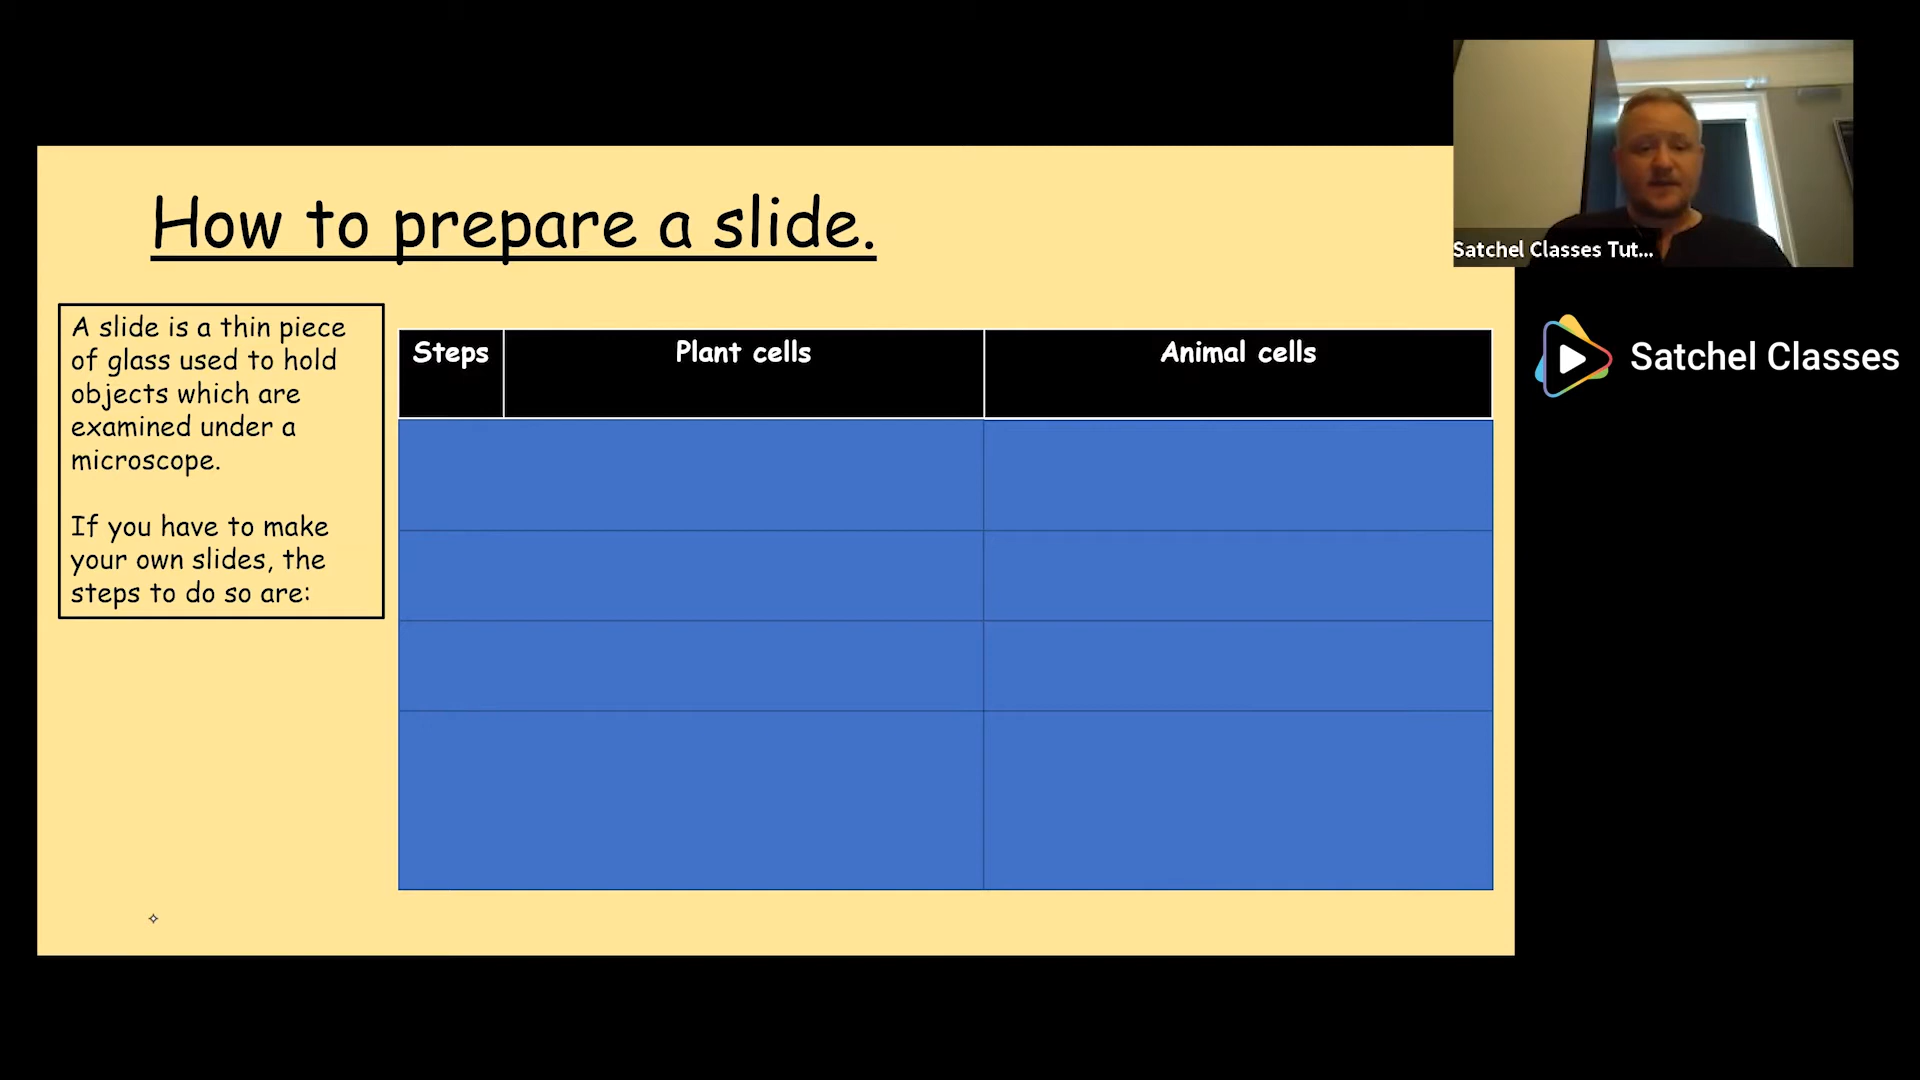 How to prepare a slide.
A slide is a thin piece
of glass used to hold
objects which are
examined under a
microscope.
If you have to make
your own slides, the
steps to do so are:
Steps Plant cells Animal cells
Satchel Classes Tut...
Satchel Classes